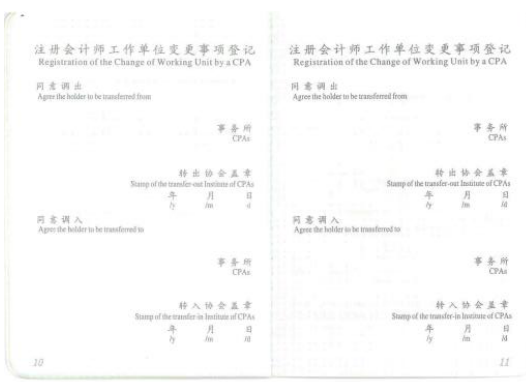 注册会计师工作单位变更事项登记
Registration of the Change of Working Unit by a CPA
同意调出
Agree the holder to be transferred from
事务所
CPAs
转出协会盖章
Stamp of the transfer-out Institute of CPAs
年 月 日
/y /m d
同意调入
Agree the holder to be transferred to
事务所
CPAs
转入协会盖章
Stamp of the transfer-in Institute of CPAs
年 月 日
/y /m /d
10
注册会计师工作单位变更事项登记
Registration of the Change of Working Unit by a CPA
同意调出
Agree the holder to be transferred from
事务所
CPAs
转出协会盖章
Stamp of the transfer-out Institute of CPAs
年 月 日
/y /m /d
同意调入
Agree the holder to be transferred to
事务所
CPAs
转入协会盖章
Stamp of the transfer-in Institute of CPAs
年 月 日
/y /m /d
11